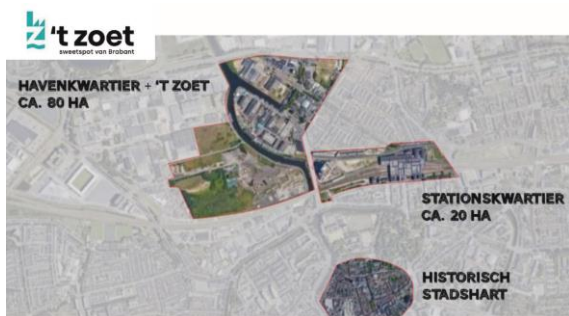 't zoet
sweetspot van Brabant
HAVENKWARTIER + 'T ZOET
CA. 80 HA
STATIONSKWARTIER
CA. 20 HA
HISTORISCH
STADSHART